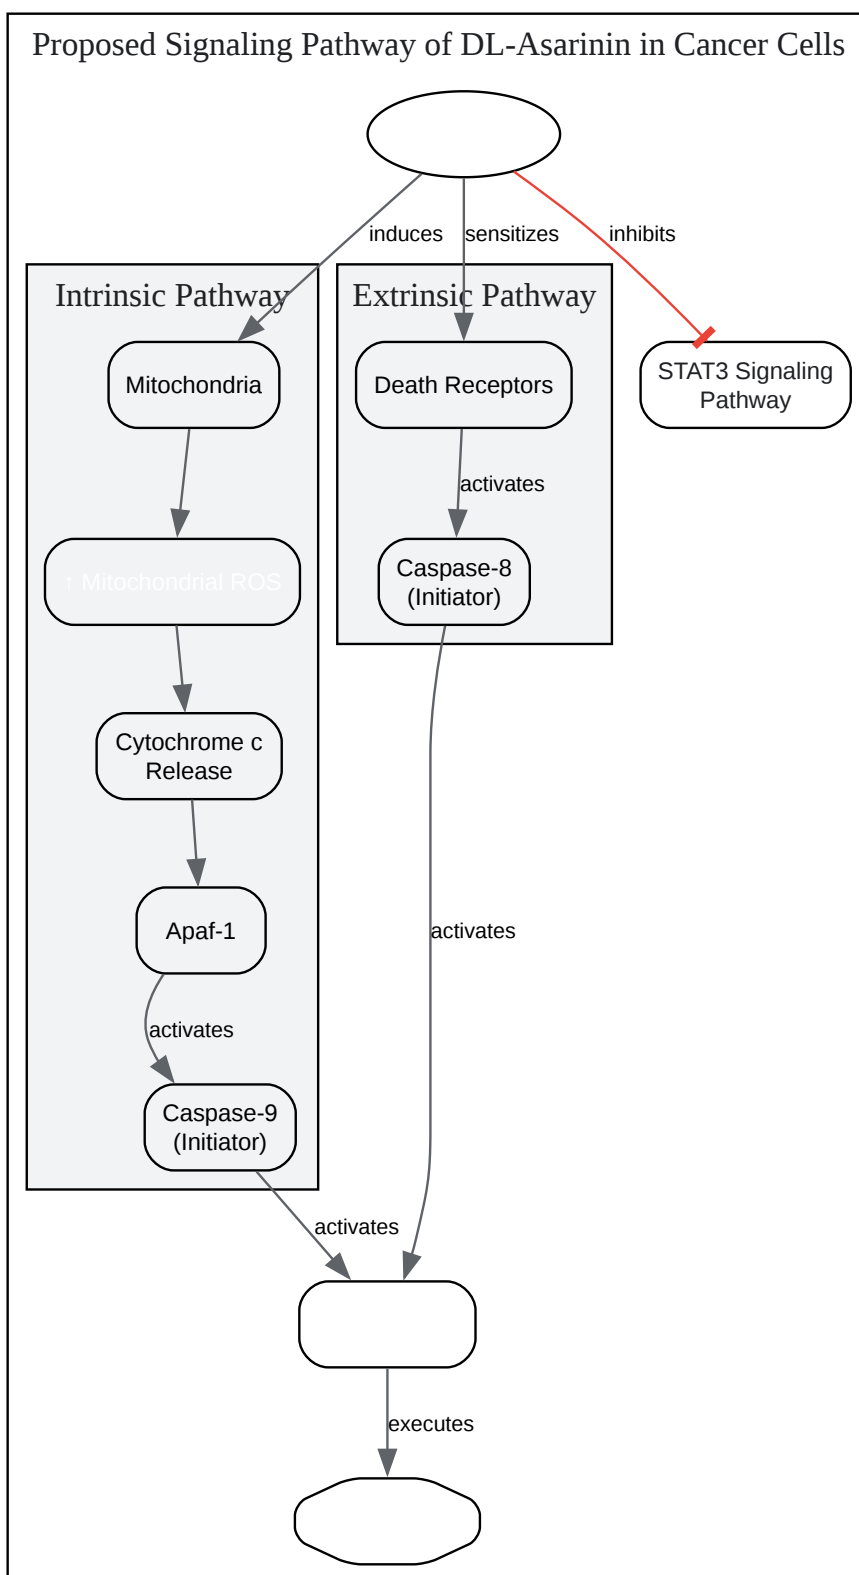 Proposed Signaling Pathway of DL-Asarinin in Cancer Cells
induces
sensitizes
inhibits
Intrinsic Pathway
Extrinsic Pathway
Mitochondria
Death Receptors
STAT3 Signaling
Pathway
activates
↑ Mitochondrial ROS
Caspase-8
(Initiator)
Cytochrome c
Release
Apaf-1
activates
activates
Caspase-9
(Initiator)
activates
executes